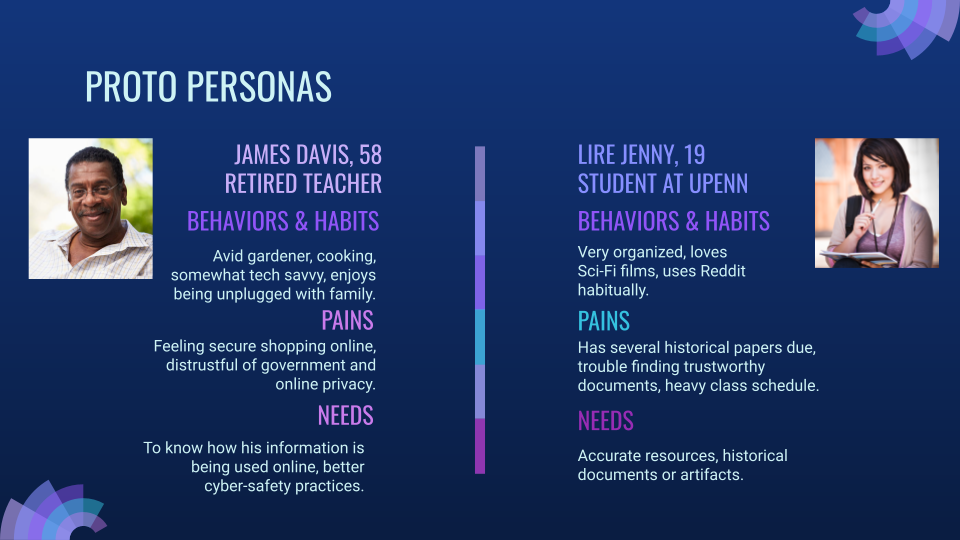 PROTO PERSONAS
JAMES DAVIS, 58
RETIRED TEACHER
BEHAVIORS & HABITS
Avid gardener, cooking,
somewhat tech savvy, enjoys
being unplugged with family.
PAINS
Feeling secure shopping online,
distrustful of government and
online privacy.
NEEDS
To know how his information is
being used online, better
cyber-safety practices.
LIRE JENNY, 19
STUDENT AT UPENN
BEHAVIORS & HABITS
Very organized, loves
Sci-Fi films, uses Reddit
habitually.
PAINS
Has several historical papers due,
trouble finding trustworthy
documents, heavy class schedule.
NEEDS
Accurate resources, historical
documents or artifacts.